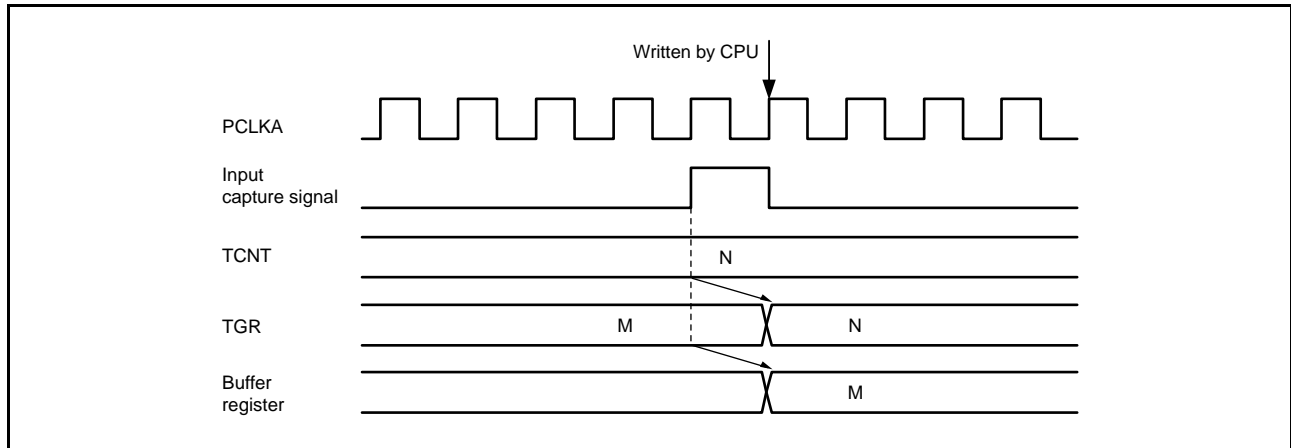 Written by CPU
PCLKA
Input
capture signal
TCNT
N
TGR
M
N
Buffer
register
M